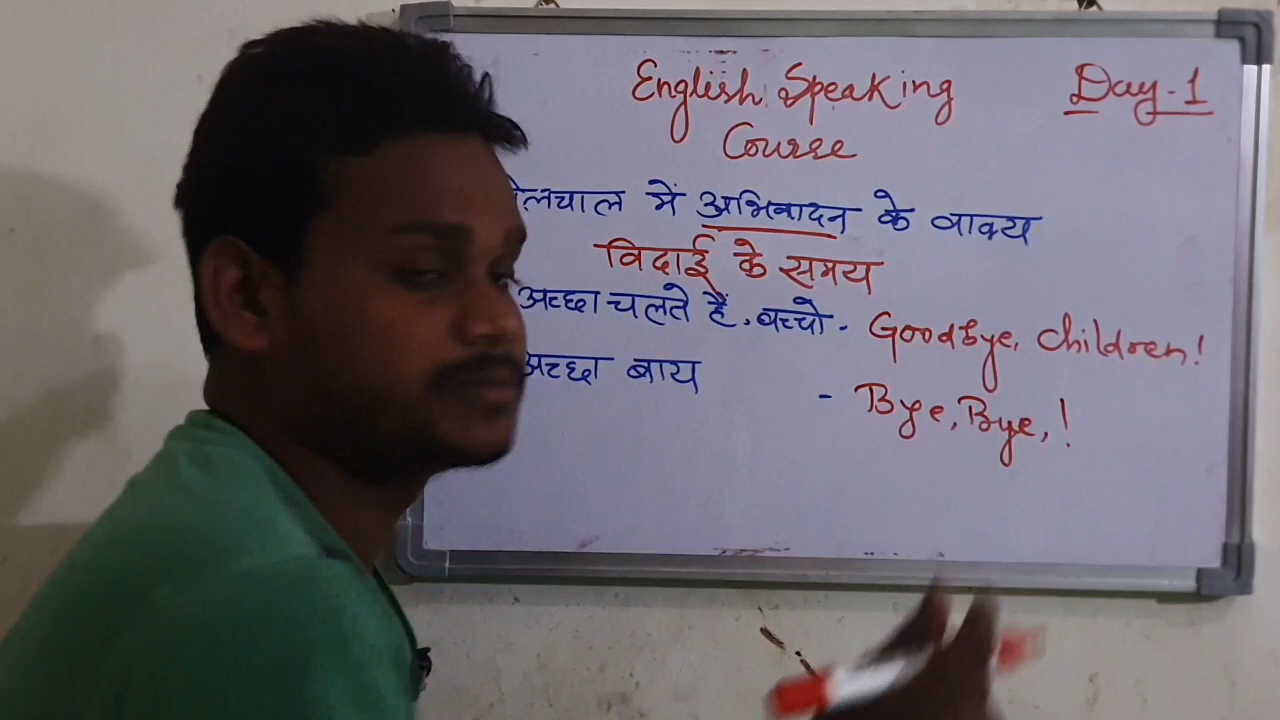 English Speaking Day-1
Course
में अभिवादन के वाक्य
विदाई के समय
अच्छा चलते हैं, बच्चो - Goodbye, Children!
अच्छा बाय - Bye, Bye,!